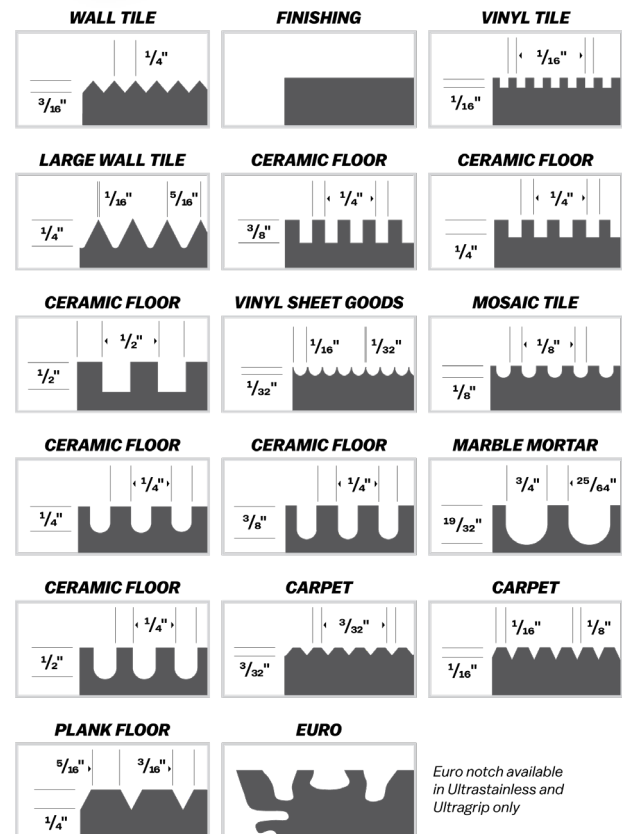 WALL TILE
FINISHING
VINYL TILE
1/4"
3/16"
1/16"
1/16"
LARGE WALL TILE
CERAMIC FLOOR
CERAMIC FLOOR
1/16"
5/16"
1/4"
1/4"
3/8"
1/4"
1/4"
CERAMIC FLOOR
VINYL SHEET GOODS
MOSAIC TILE
1/2"
1/2"
1/16"
1/32"
1/32"
1/8"
1/8"
CERAMIC FLOOR
CERAMIC FLOOR
MARBLE MORTAR
1/4"
1/4"
1/4"
3/8"
3/4"
25/64"
19/32"
CERAMIC FLOOR
CARPET
CARPET
1/4"
1/2"
3/32"
3/32"
1/16"
1/8"
1/16"
PLANK FLOOR
EURO
5/16"
3/16"
1/4"
Euro notch available
in Ultrastainless and
Ultragrip only